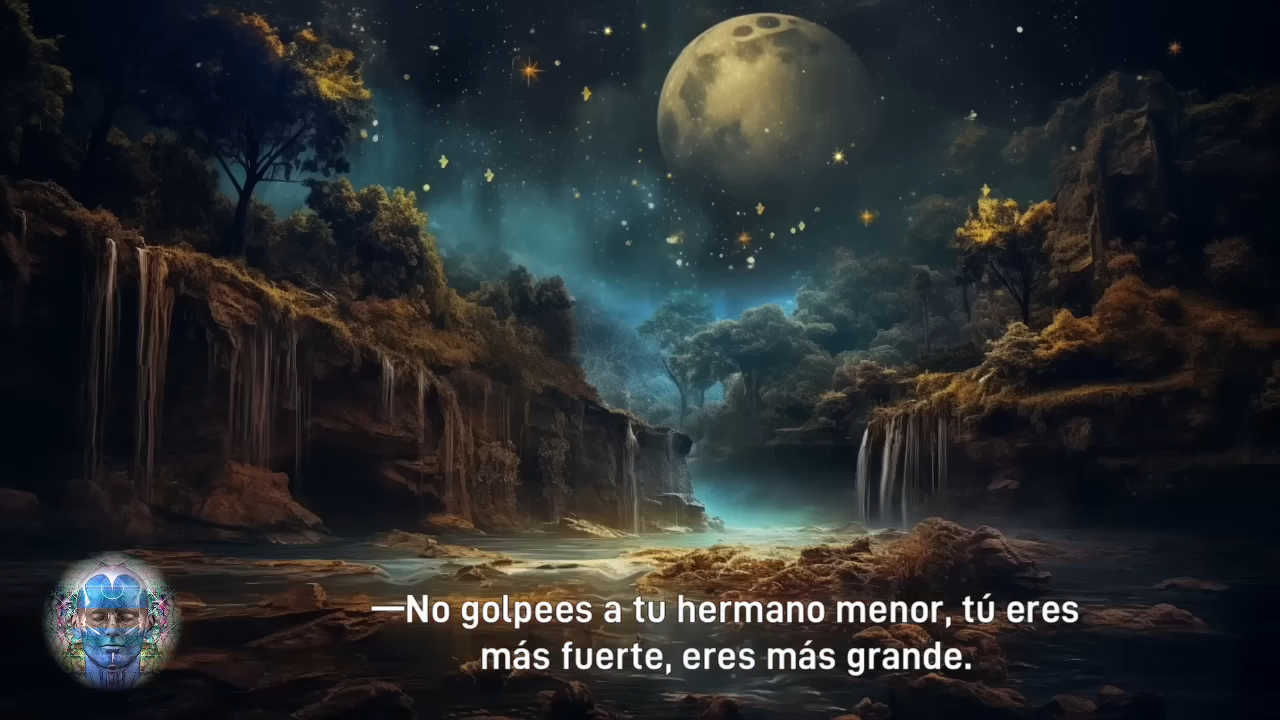 —No golpees a tu hermano menor, tú eres
más fuerte, eres más grande.